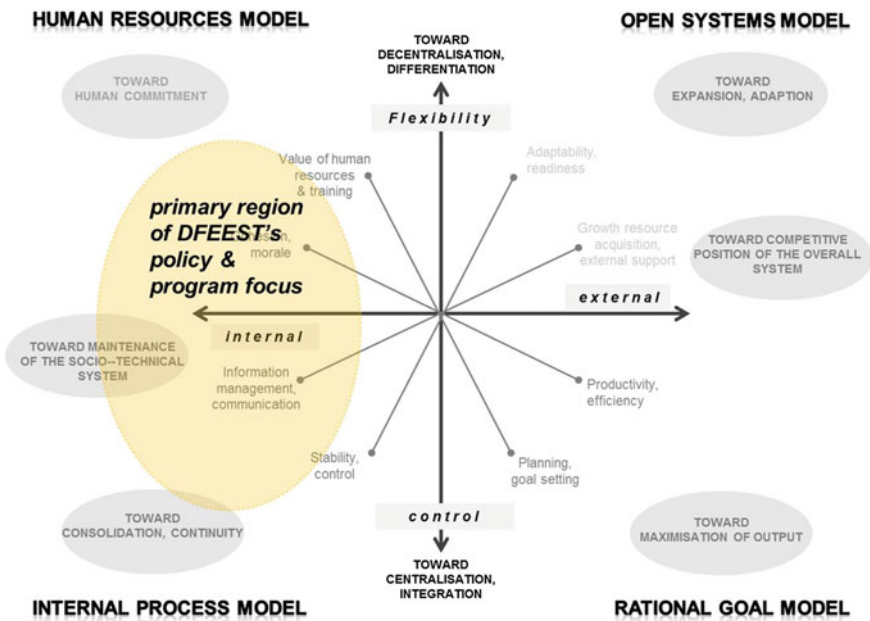 HUMAN RESOURCES MODEL
OPEN SYSTEMS MODEL
TOWARD
DECENTRALISATION,
DIFFERENTIATION
TOWARD
HUMAN COMMITMENT
TOWARD
EXPANSION, ADAPTION
Flexibility
Value of human
resources
& training
Adaptability,
readiness
primary region
of DFEEST's
policy &
program focus
morale
Growth resource
acquisition,
external support
TOWARD COMPETITIVE
POSITION OF THE OVERALL
SYSTEM
external
internal
TOWARD MAINTENANCE
OF THE SOCIO--TECHNICAL
SYSTEM
Information
management,
communication
Productivity,
efficiency
Stability,
control
Planning,
goal setting
control
TOWARD
CONSOLIDATION, CONTINUITY
TOWARD
MAXIMISATION OF OUTPUT
TOWARD
CENTRALISATION,
INTEGRATION
INTERNAL PROCESS MODEL
RATIONAL GOAL MODEL